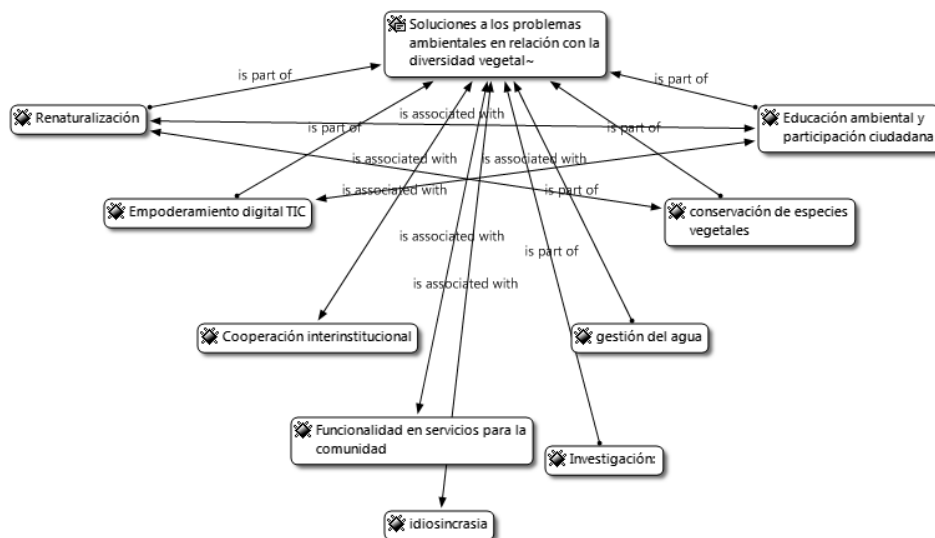 Soluciones a los problemas
ambientales en relación con la
diversidad vegetal~
is part of
is part of
Renaturalización
is associated with
Educación ambiental y
participación ciudadana
is part of
is part of
is associated with
is associated with
is associated with
is part of
Empoderamiento digital TIC
conservación de especies
vegetales
is associated with
is part of
is associated with
Cooperación interinstitucional
gestión del agua
Funcionalidad en servicios para la
comunidad
Investigación:
idiosincrasia